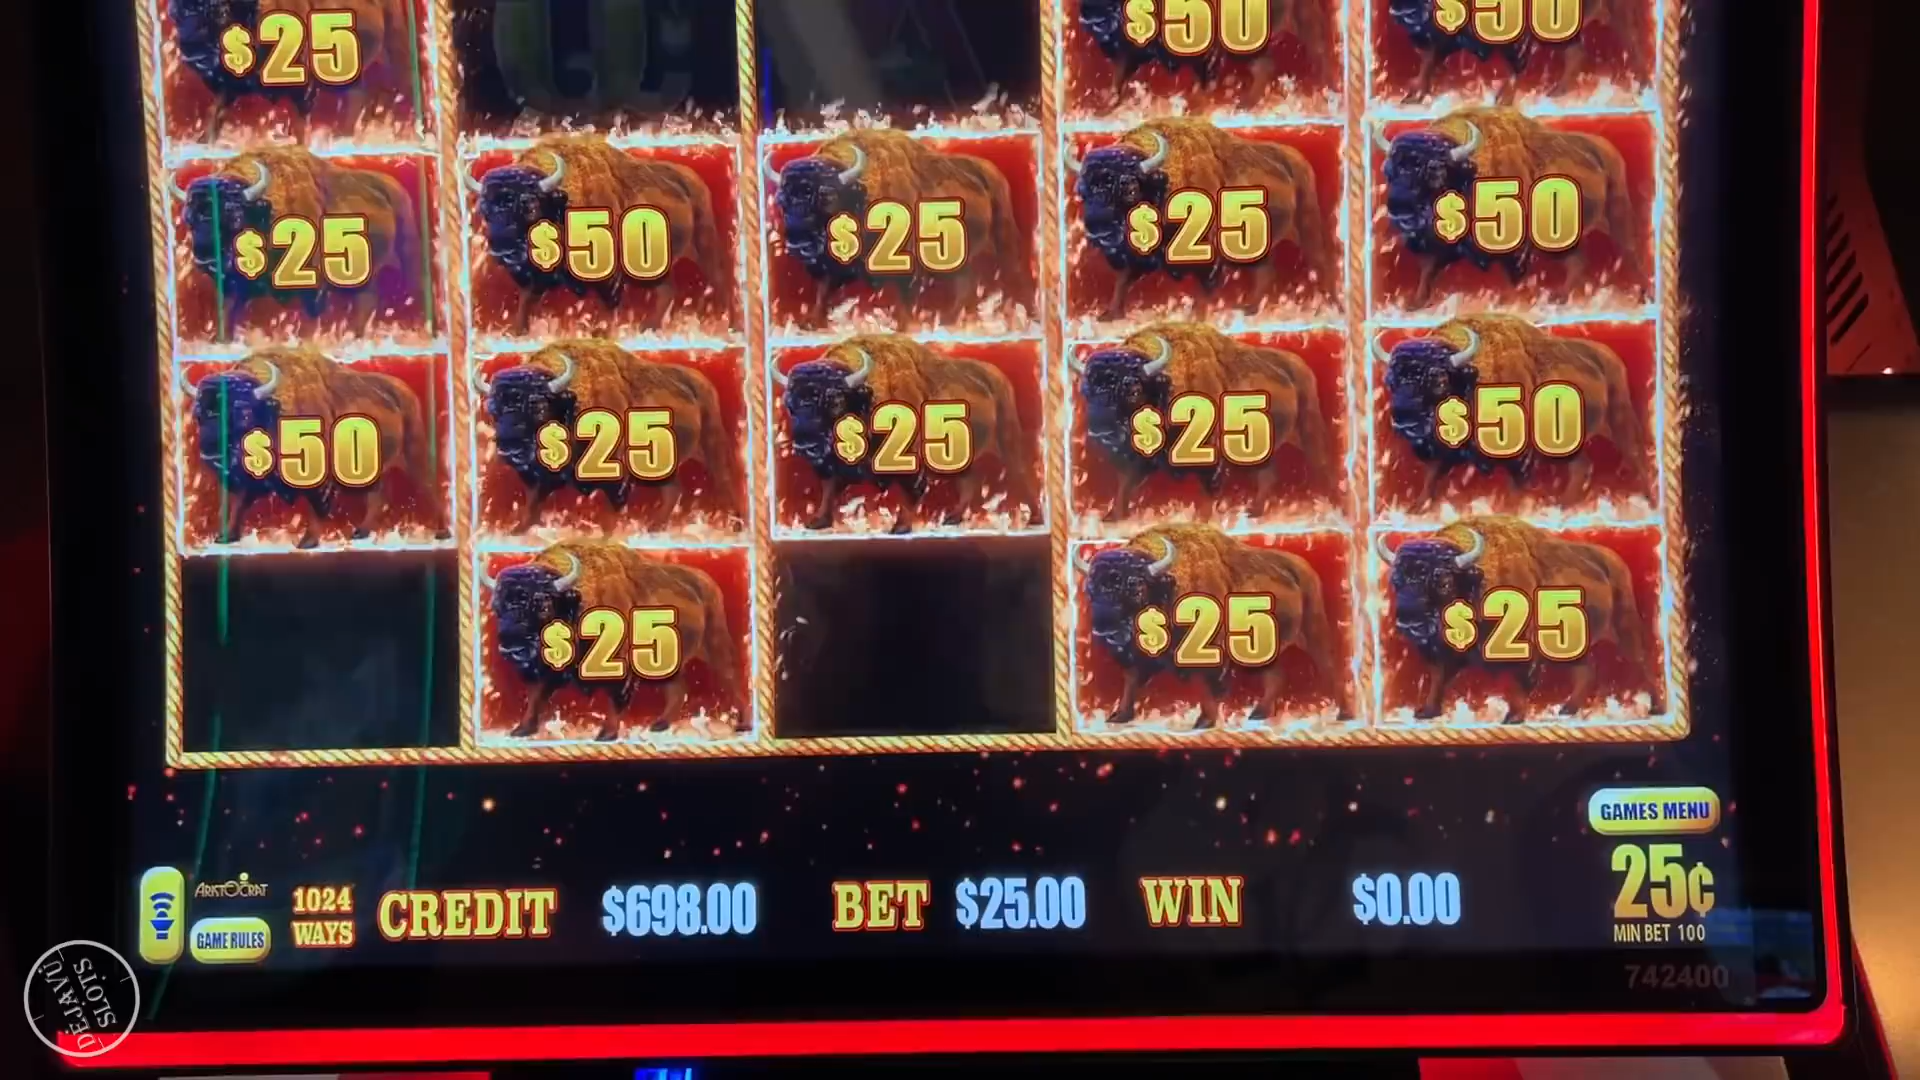 $25 $50 $50
$25 $50 $25 $25 $50
$50 $25 $25 $25 $50
$25 $25 $25
GAMES MENU
25¢
MIN BET 100
ARISTOCRAT
GAME RULES
1024
WAYS
CREDIT $698.00 BET $25.00 WIN $0.00
742400
DÉJAVU
SLOTS